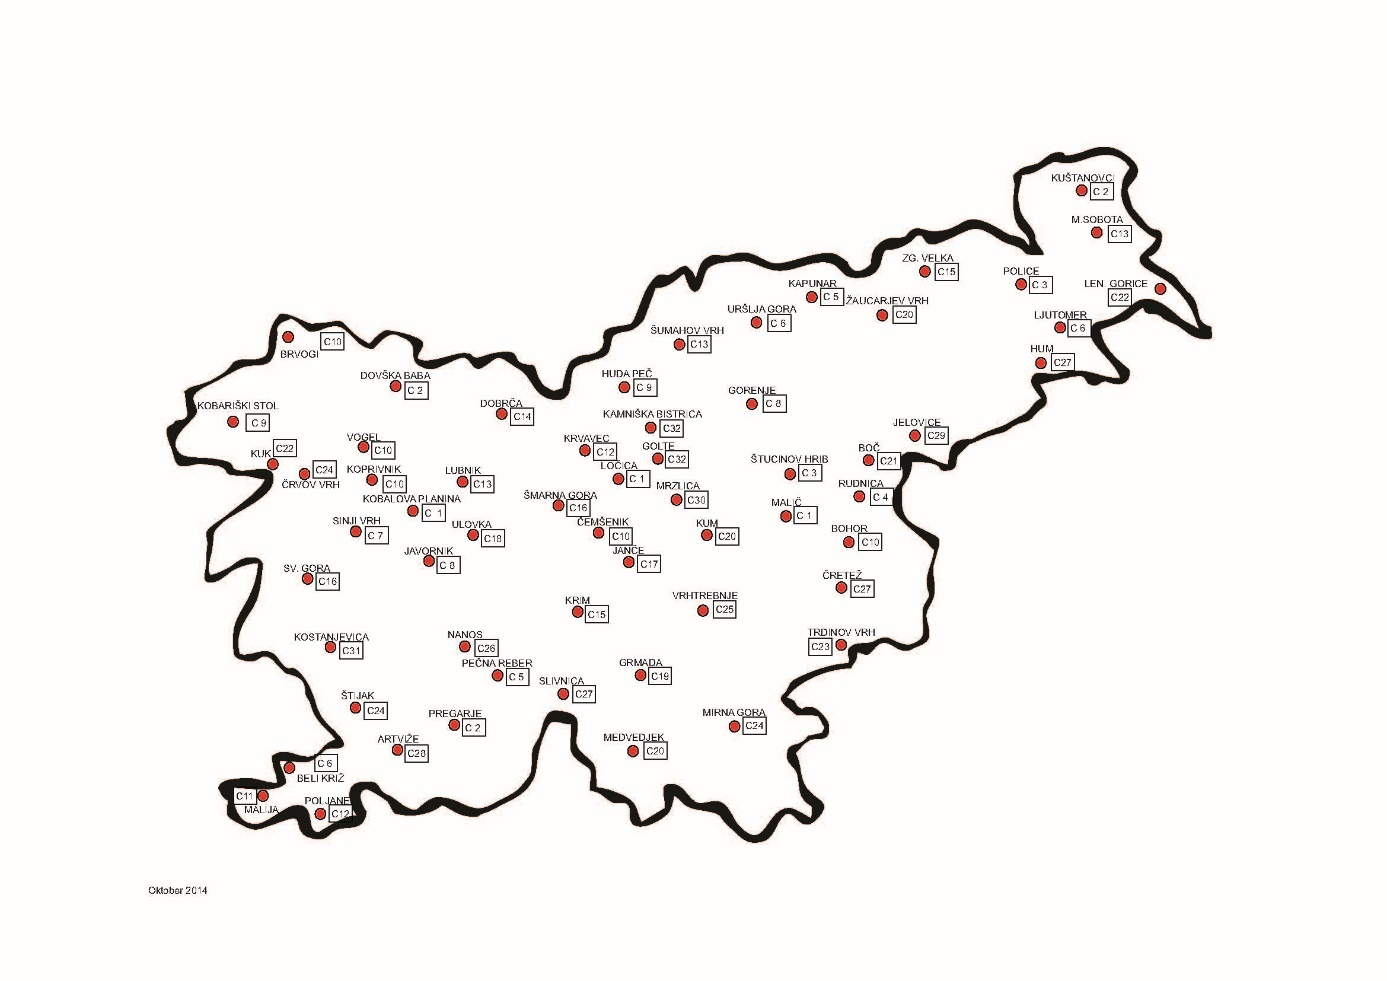 KUŠTANOVCI
C 2
M.SOBOTA
C13
ZG. VELKA
C15
POLICE
C 3
LEN. GORICE
C22
KAPUNAR
C 5
ŽAUCARJEV VRH
C20
URŠLJA GORA
C 6
LJUTOMER
C 6
ŠUMAHOV VRH
C13
HUM
C27
C10
BRVOGI
DOVŠKA BABA
C 2
HUDA PEČ
C 9
GORENJE
C 8
KOBARIŠKI STOL
C 9
DOBRČA
C14
KAMNIŠKA BISTRICA
C32
JELOVICE
C29
VOGEL
C10
KRVAVEC
C12
GOLTE
C32
BOČ
C21
KUK
C22
C24
ČRVOV VRH
KOPRIVNIK
C10
LUBNIK
C13
LOČICA
C 1
ŠTUCINOV HRIB
C 3
RUDNICA
C 4
KOBALOVA PLANINA
C 1
ŠMARNA GORA
C16
MRZLICA
C30
MALIČ
C 1
SINJI VRH
C 7
ULOVKA
C18
ČEMŠENIK
C10
KUM
C20
BOHOR
C10
JAVORNIK
C 8
JANČE
C17
SV. GORA
C16
ČRETEŽ
C27
KRIM
C15
VRHTREBNJE
C25
KOSTANJEVICA
C31
NANOS
C26
TRDINOV VRH
C23
PEČNA REBER
C 5
GRMADA
C19
SLIVNICA
C27
ŠTIJAK
C24
PREGARJE
C 2
MIRNA GORA
C24
ARTVIŽE
C28
MEDVEDJEK
C20
C 6
BELI KRIŽ
C11
MALIJA
POLJANE
C12
Oktober 2014